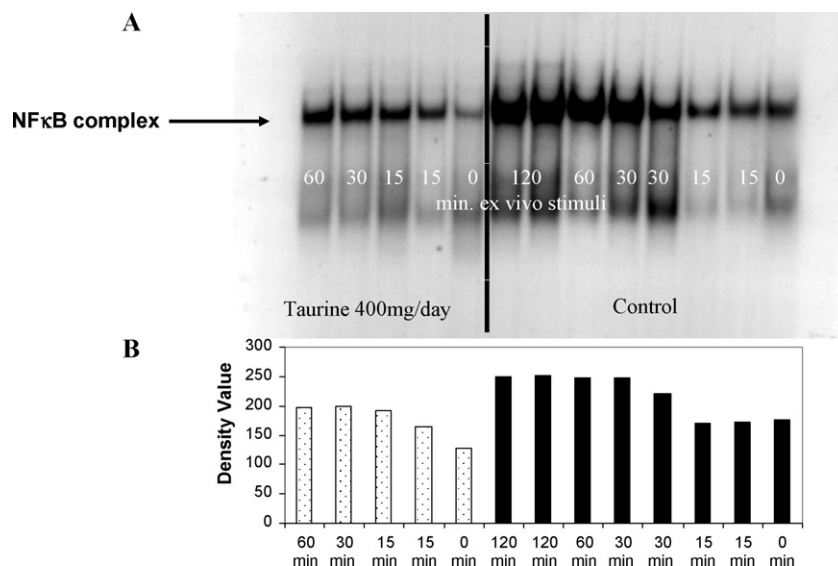 A
NFκB complex
60 30 15 15 0 120 60 30 30 15 15 0
min. ex vivo stimuli
Taurine 400mg/day Control
B
Density Value
300
250
200
150
100
50
0
60 30 15 15 0 120 120 60 30 30 15 15 0
min min min min min min min min min min min min min